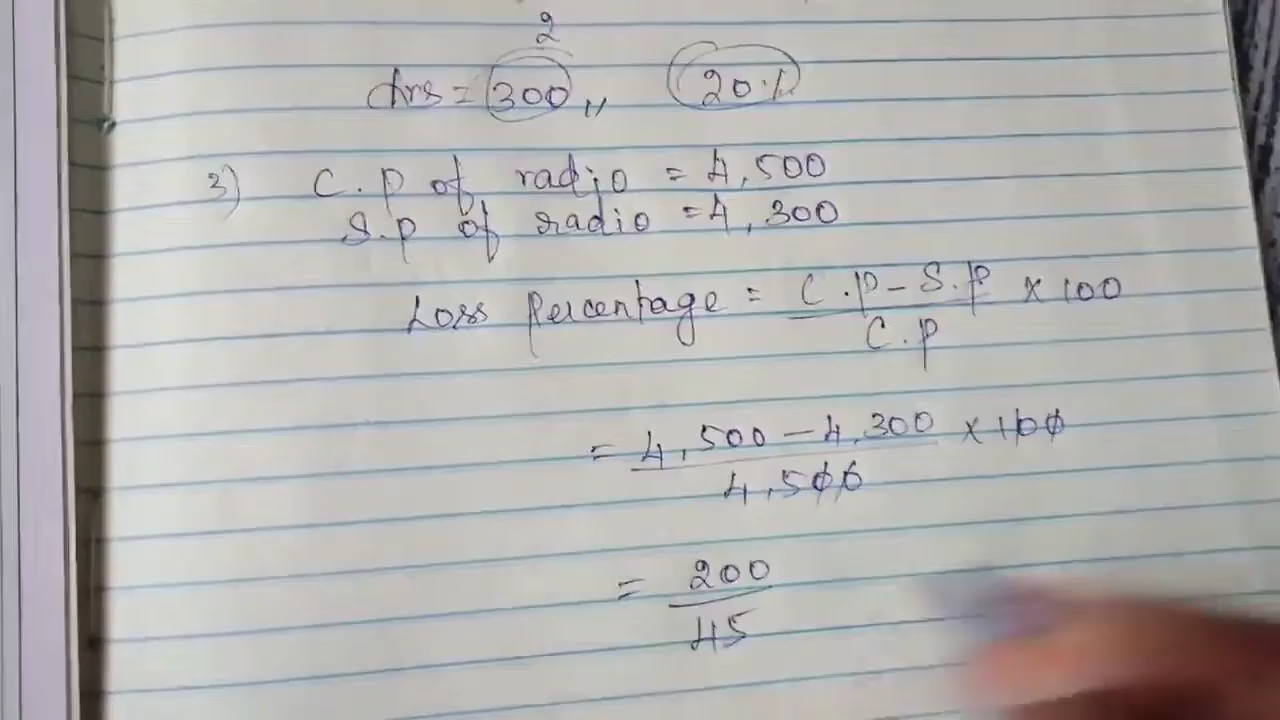 2
Ans = 300,, 20%
3) C.P of radio = 4,500
S.P of radio = 4,300
Loss Percentage = C.P - S.P × 100
C.P
= 4,500 - 4,300 × 100
4,500
= 200
45